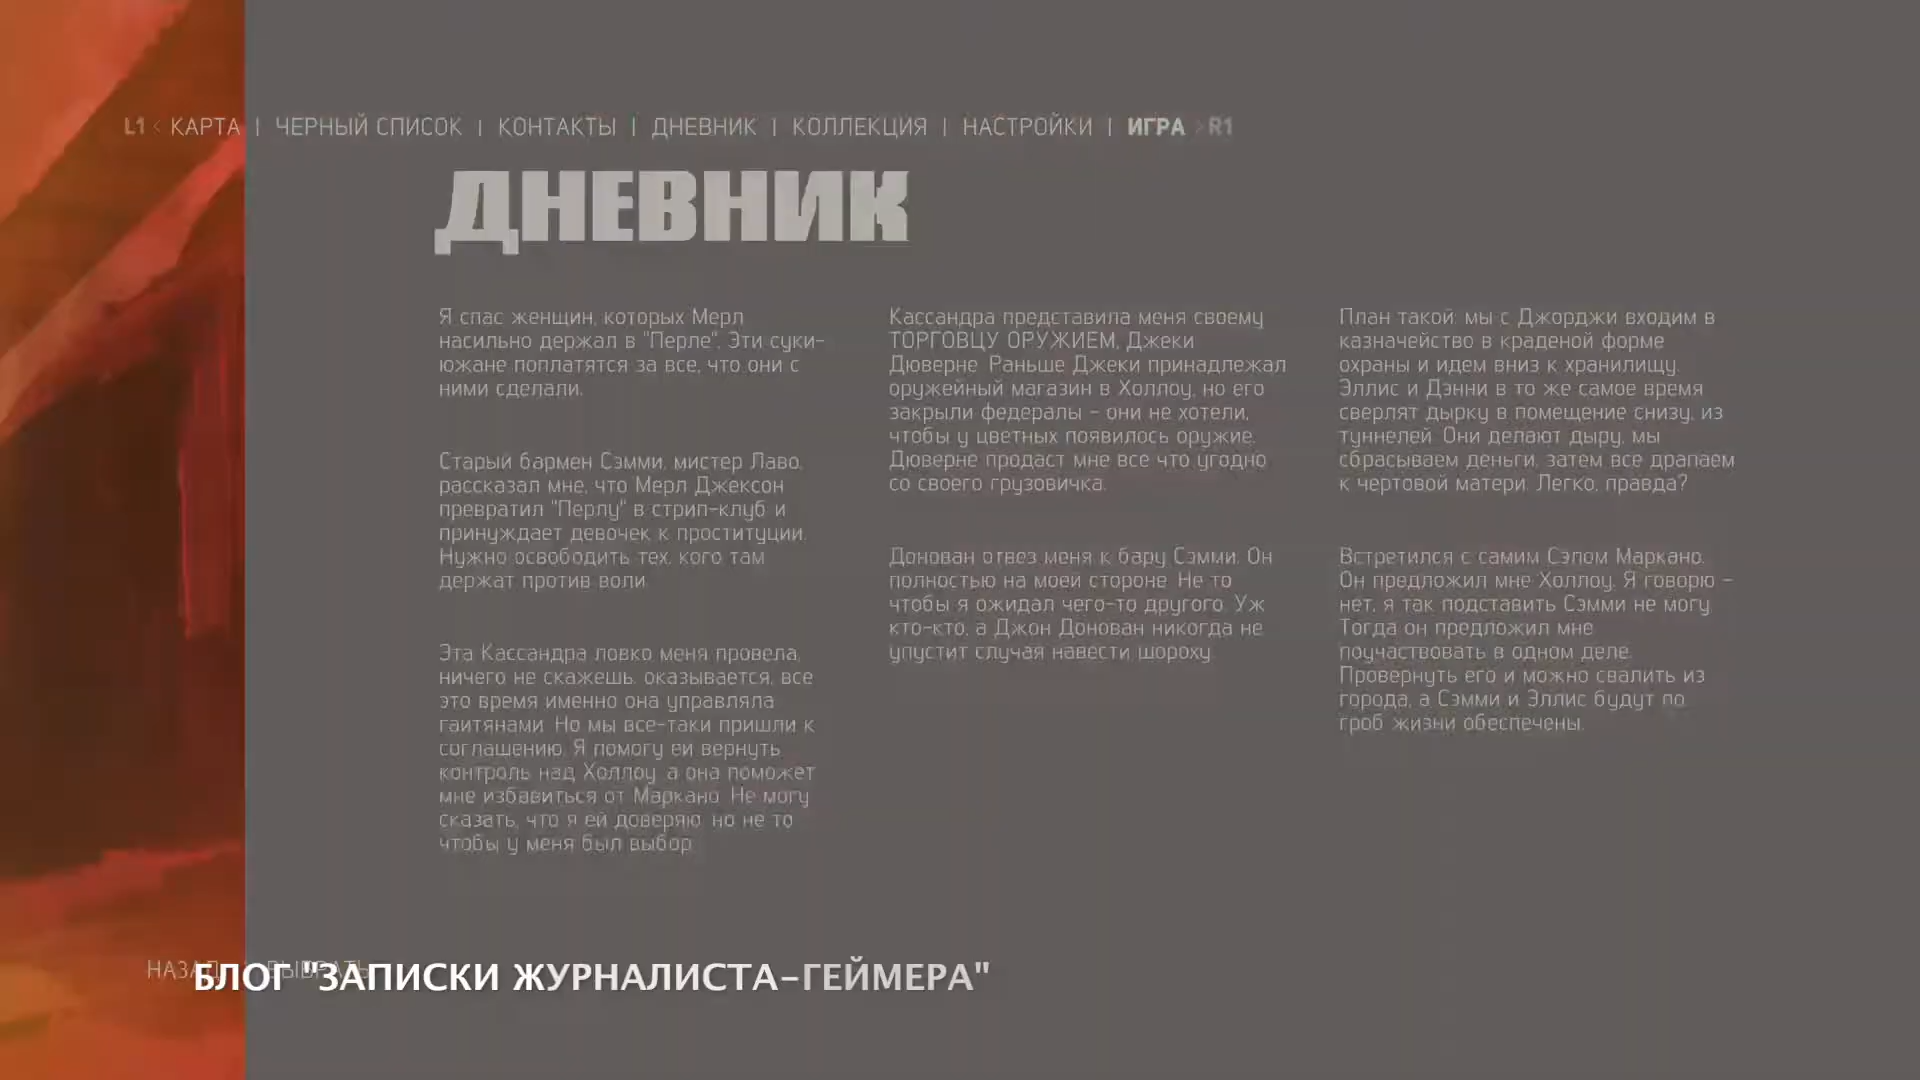 L1 < КАРТА | ЧЕРНЫЙ СПИСОК | КОНТАКТЫ | ДНЕВНИК | КОЛЛЕКЦИЯ | НАСТРОЙКИ | ИГРА > R1
ДНЕВНИК
Я спас женщин, которых Мерл
насильно держал в "Перле". Эти суки-
южане поплатятся за все, что они с
ними сделали.
Старый бармен Сэмми, мистер Лаво,
рассказал мне, что Мерл Джексон
превратил "Перлу" в стрип-клуб и
принуждает девочек к проституции.
Нужно освободить тех, кого там
держат против воли.
Эта Кассандра ловко меня провела,
ничего не скажешь: оказывается, все
это время именно она управляла
гаитянами. Но мы все-таки пришли к
соглашению. Я помогу ей вернуть
контроль над Холлоу, а она поможет
мне избавиться от Маркано. Не могу
сказать, что я ей доверяю, но не то
чтобы у меня был выбор.
Кассандра представила меня своему
ТОРГОВЦУ ОРУЖИЕМ, Джеки
Дюверне. Раньше Джеки принадлежал
оружейный магазин в Холлоу, но его
закрыли федералы - они не хотели,
чтобы у цветных появилось оружие.
Дюверне продаст мне все что угодно
со своего грузовичка.
Донован отвез меня к бару Сэмми. Он
полностью на моей стороне. Не то
чтобы я ожидал чего-то другого. Уж
кто-кто, а Джон Донован никогда не
упустит случая навести шороху.
План такой: мы с Джорджи входим в
казначейство в краденой форме
охраны и идем вниз к хранилищу.
Эллис и Дэнни в то же самое время
сверлят дырку в помещение снизу, из
туннелей. Они делают дыру, мы
сбрасываем деньги, затем все драпаем
к чертовой матери. Легко, правда?
Встретился с самим Сэлом Маркано.
Он предложил мне Холлоу. Я говорю -
нет, я так подставить Сэмми не могу.
Тогда он предложил мне
поучаствовать в одном деле.
Провернуть его и можно свалить из
города, а Сэмми и Эллис будут по
гроб жизни обеспечены.
НАЗАД ВЫБРАТЬ
БЛОГ "ЗАПИСКИ ЖУРНАЛИСТА-ГЕЙМЕРА"